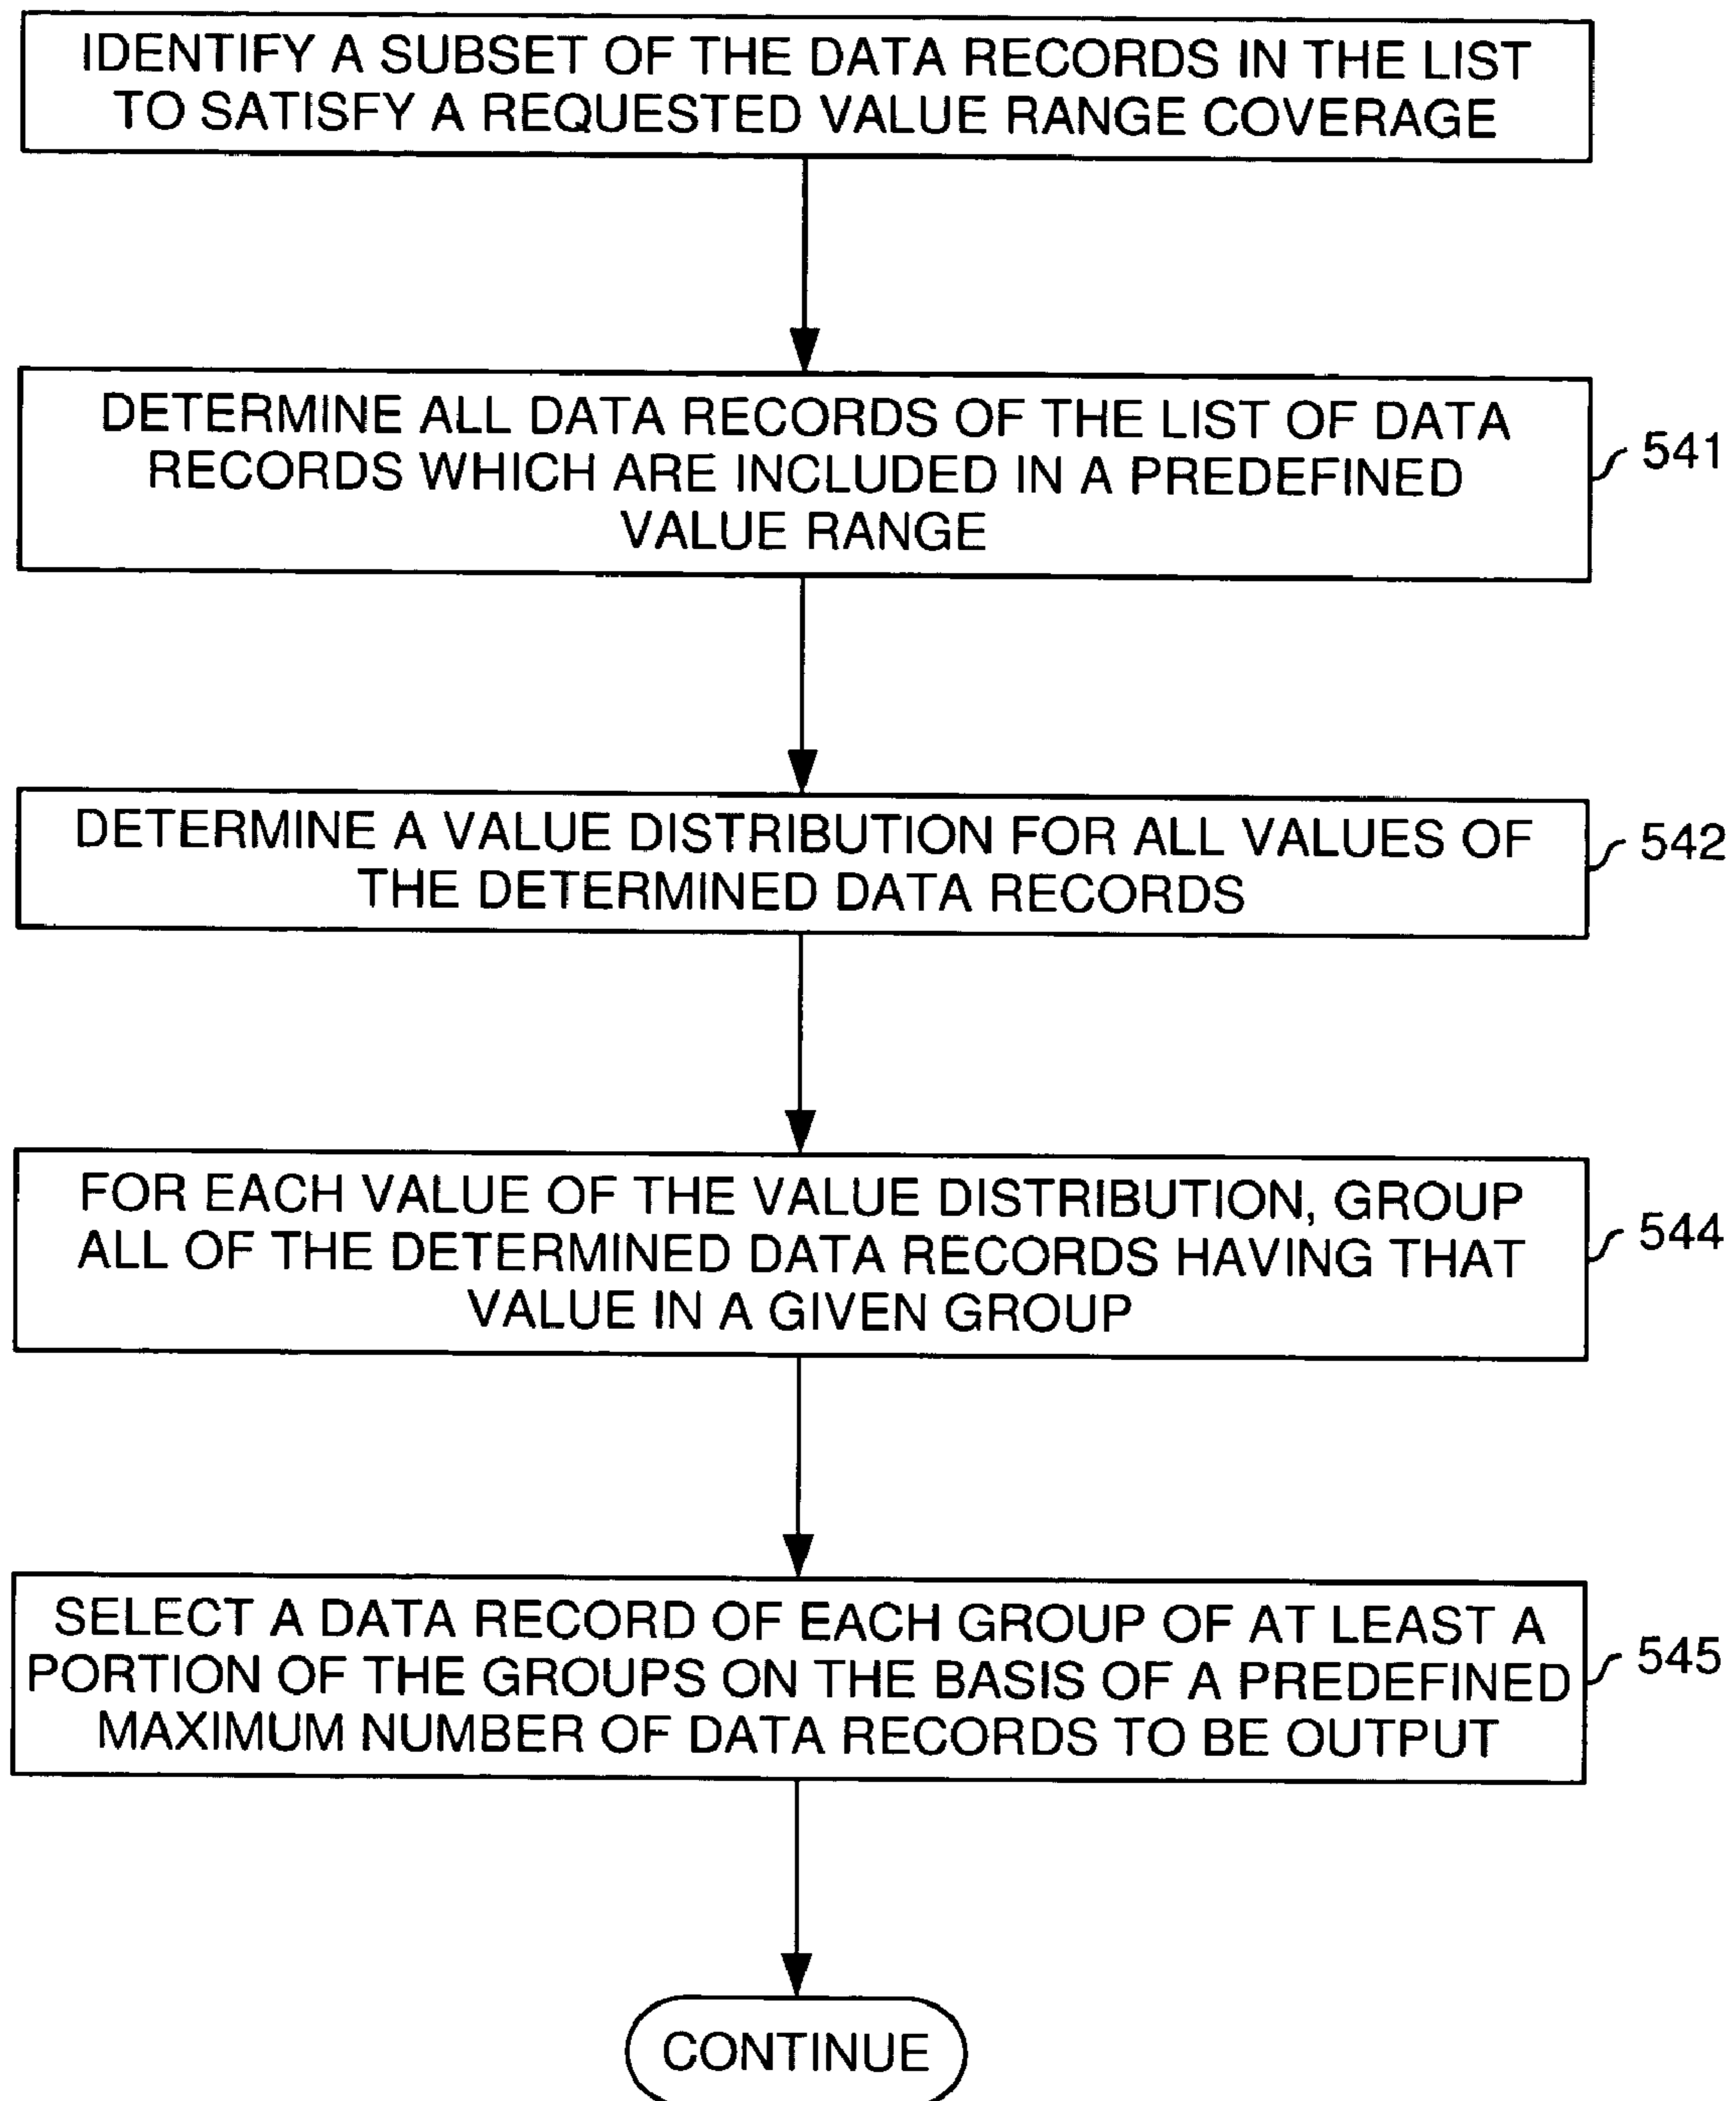 IDENTIFY A SUBSET OF THE DATA RECORDS IN THE LIST
TO SATISFY A REQUESTED VALUE RANGE COVERAGE
DETERMINE ALL DATA RECORDS OF THE LIST OF DATA
RECORDS WHICH ARE INCLUDED IN A PREDEFINED
VALUE RANGE
541
DETERMINE A VALUE DISTRIBUTION FOR ALL VALUES OF
THE DETERMINED DATA RECORDS
542
FOR EACH VALUE OF THE VALUE DISTRIBUTION, GROUP
ALL OF THE DETERMINED DATA RECORDS HAVING THAT
VALUE IN A GIVEN GROUP
544
SELECT A DATA RECORD OF EACH GROUP OF AT LEAST A
PORTION OF THE GROUPS ON THE BASIS OF A PREDEFINED
MAXIMUM NUMBER OF DATA RECORDS TO BE OUTPUT
545
CONTINUE